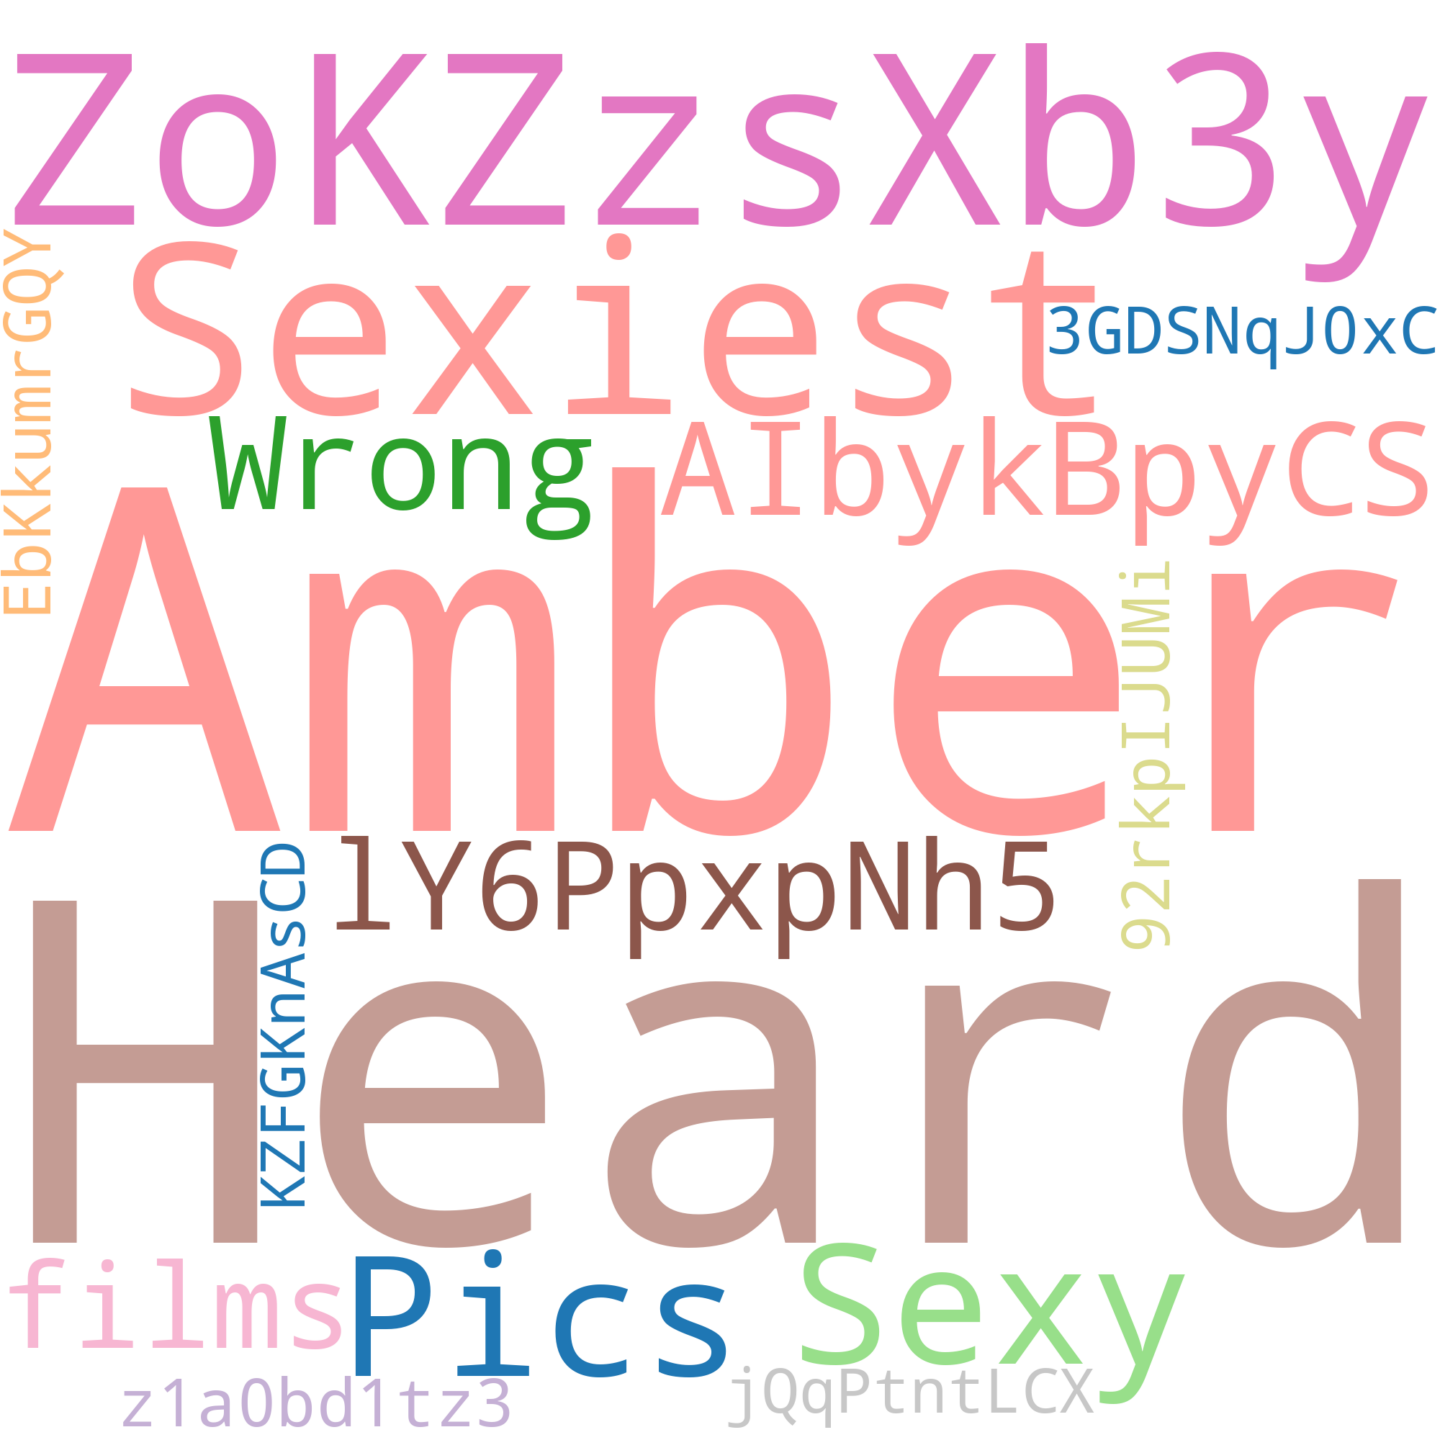 ZoKZzsXb3y
EbKkumrGQY
Sexiest
3GDSNqJ0xC
Wrong
AIbykBpyCS
Amber
92rkpIJUMi
lY6PpxpNh5
KZFGKnAsCD
Heard
films
Pics
Sexy
z1a0bd1tz3
jQqPtntLCX